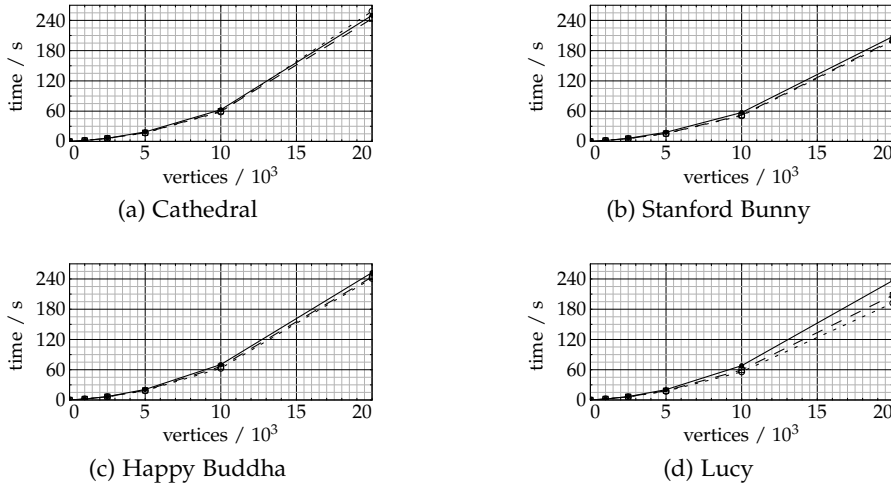 240
180
120
60
0
time / s
0 5 10 15 20
vertices / 10³
(a) Cathedral
240
180
120
60
0
time / s
0 5 10 15 20
vertices / 10³
(b) Stanford Bunny
240
180
120
60
0
time / s
0 5 10 15 20
vertices / 10³
(c) Happy Buddha
240
180
120
60
0
time / s
0 5 10 15 20
vertices / 10³
(d) Lucy